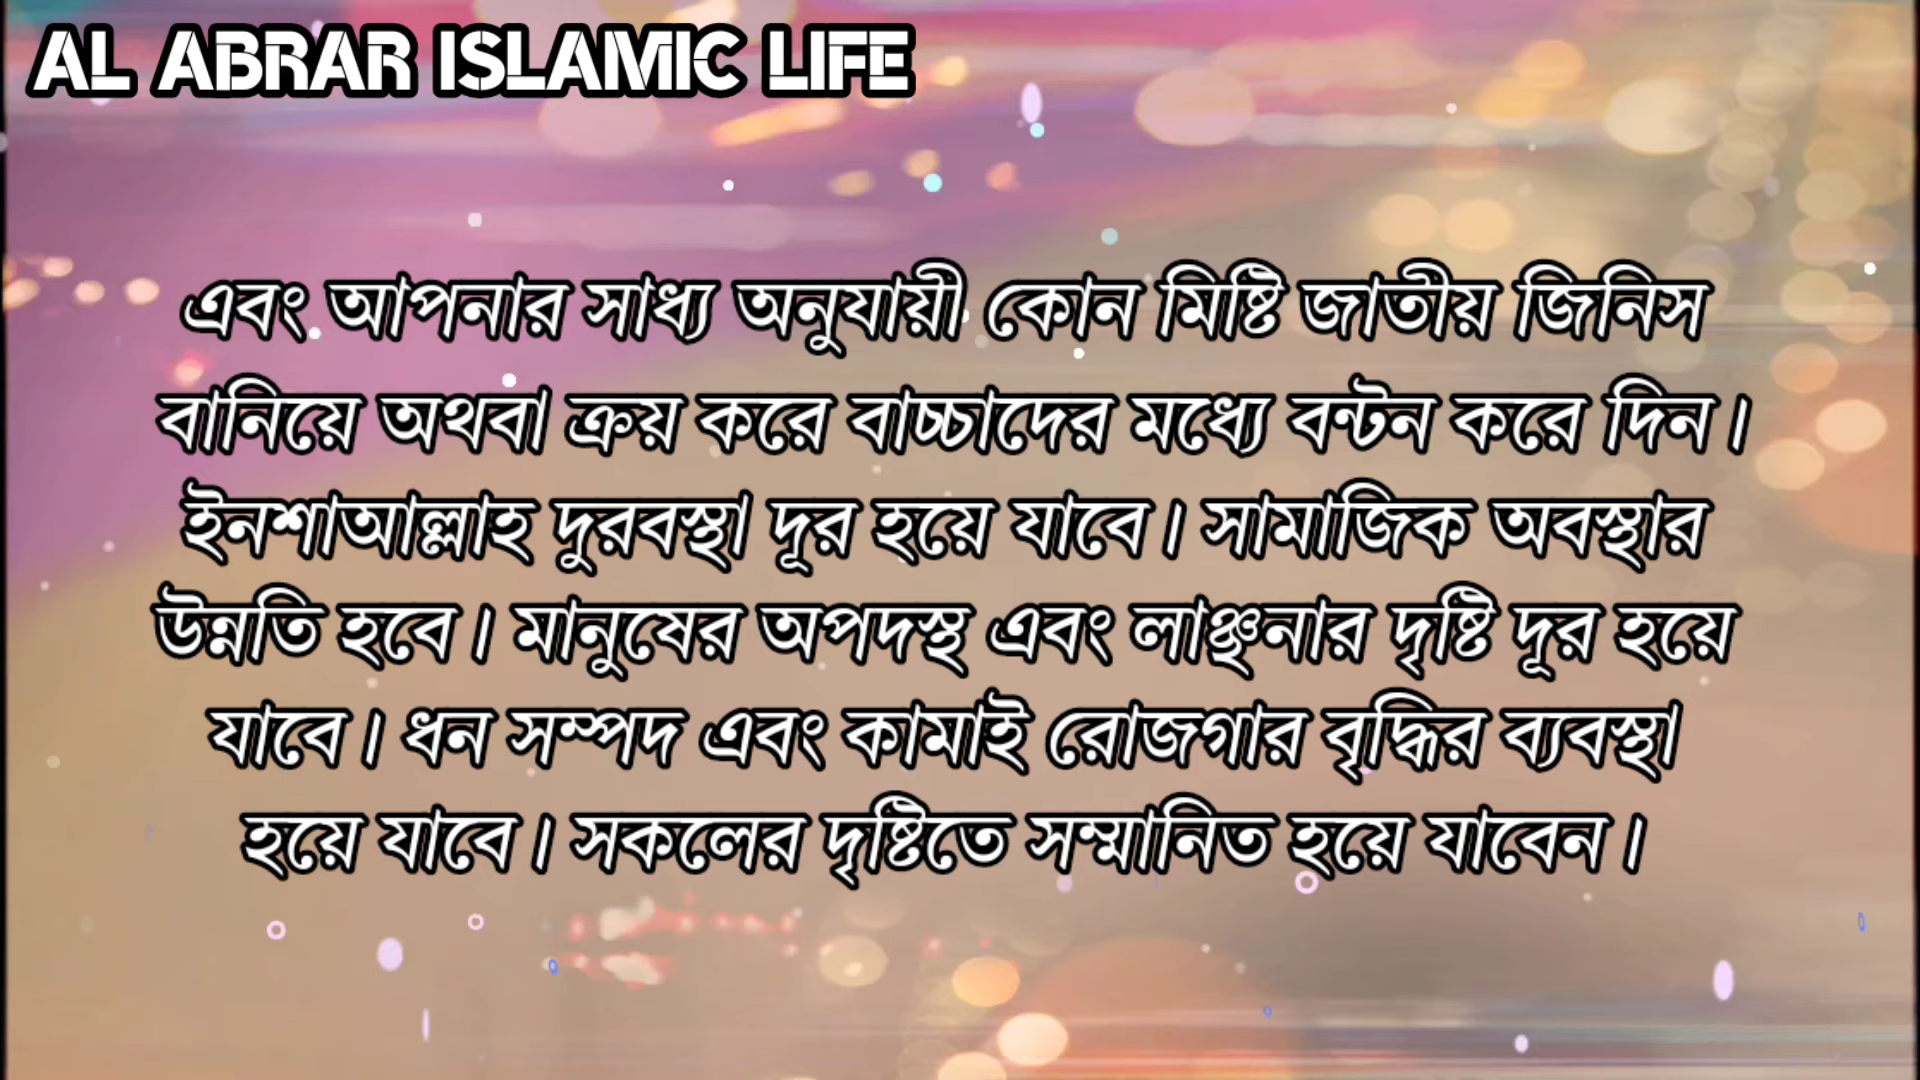 AL ABRAR ISLAMIC LIFE
এবং আপনার সাধ্য অনুযায়ী কোন মিষ্টি জাতীয় জিনিস
বানিয়ে অথবা ক্রয় করে বাচ্চাদের মধ্যে বন্টন করে দিন।
ইনশাআল্লাহ দুরবস্থা দূর হয়ে যাবে। সামাজিক অবস্থার
উন্নতি হবে। মানুষের অপদস্থ এবং লাঞ্ছনার দৃষ্টি দূর হয়ে
যাবে। ধন সম্পদ এবং কামাই রোজগার বৃদ্ধির ব্যবস্থা
হয়ে যাবে। সকলের দৃষ্টিতে সম্মানিত হয়ে যাবেন।